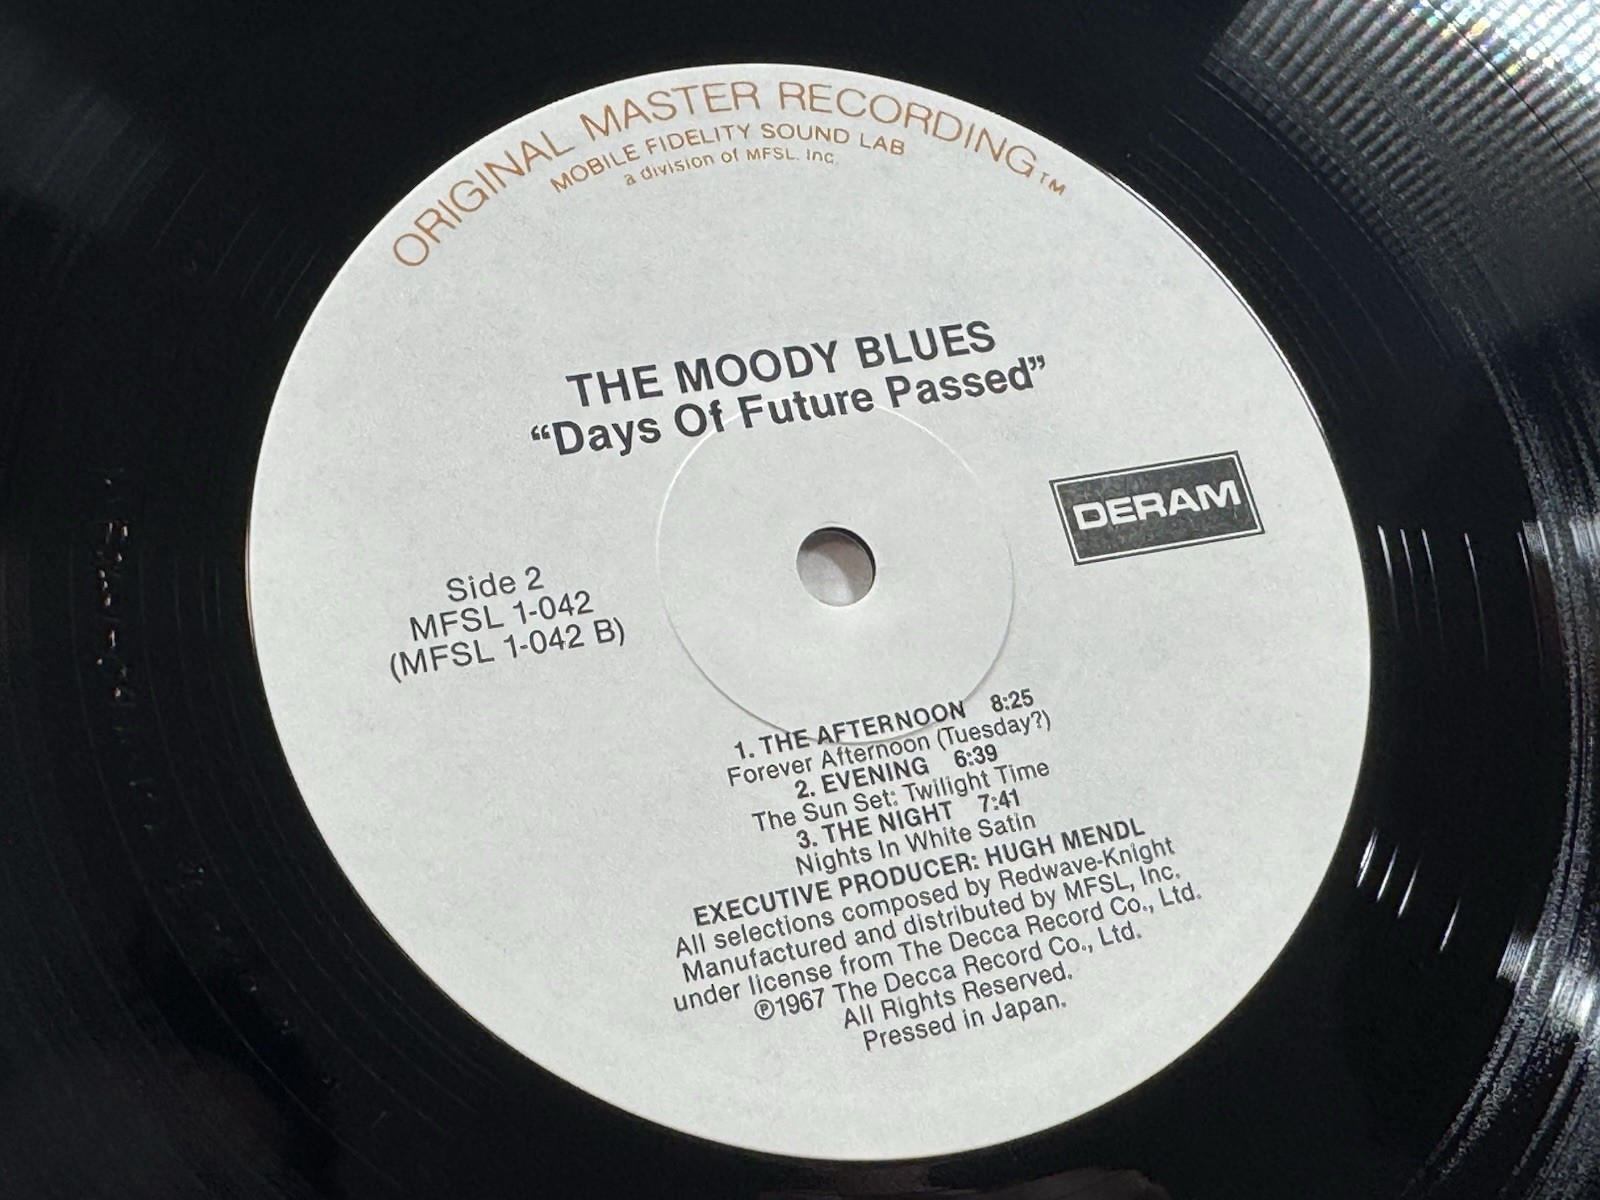 ORIGINAL MASTER RECORDING™
MOBILE FIDELITY SOUND LAB
a division of MFSL. Inc.
THE MOODY BLUES
“Days Of Future Passed”
DERAM
Side 2
MFSL 1-042
(MFSL 1-042 B)
1. THE AFTERNOON 8:25
Forever Afternoon (Tuesday?)
2. EVENING 6:39
The Sun Set: Twilight Time
3. THE NIGHT 7:41
Nights In White Satin
EXECUTIVE PRODUCER: HUGH MENDL
All selections composed by Redwave-Knight
Manufactured and distributed by MFSL, Inc.
under license from The Decca Record Co., Ltd.
℗1967 The Decca Record Co., Ltd.
All Rights Reserved.
Pressed in Japan.